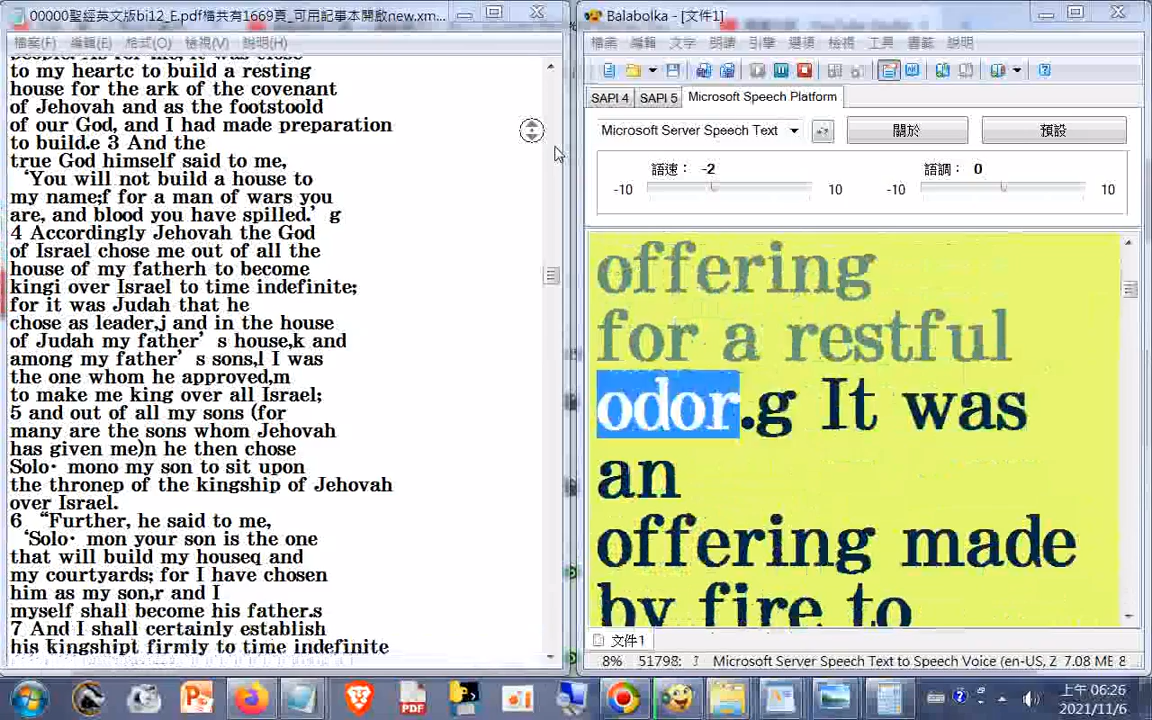 00000聖經英文版bi12_E.pdf檔共有1669頁_可用記事本開啟new.xm...
檔案(F) 編輯(E) 格式(O) 檢視(V) 說明(H)
to my heartc to build a resting
house for the ark of the covenant
of Jehovah and as the footstoold
of our God, and I had made preparation
to build.e 3 And the
true God himself said to me,
‘You will not build a house to
my name;f for a man of wars you
are, and blood you have spilled.’ g
4 Accordingly Jehovah the God
of Israel chose me out of all the
house of my fatherh to become
kingi over Israel to time indefinite;
for it was Judah that he
chose as leader,j and in the house
of Judah my father’ s house,k and
among my father’ s sons,l I was
the one whom he approved,m
to make me king over all Israel;
5 and out of all my sons (for
many are the sons whom Jehovah
has given me)n he then chose
Solo· mono my son to sit upon
the thronep of the kingship of Jehovah
over Israel.
6 “Further, he said to me,
‘Solo· mon your son is the one
that will build my houseq and
my courtyards; for I have chosen
him as my son,r and I
myself shall become his father.s
7 And I shall certainly establish
his kingshipt firmly to time indefinite
Balabolka - [文件1]
檔案 編輯 文字 朗讀 引擎 選項 檢視 工具 書籤 說明
SAPI 4 SAPI 5 Microsoft Speech Platform
Microsoft Server Speech Text 關於 預設
語速： -2 語調： 0
-10 10 -10 10
offering
for a restful
odor.g It was
an
offering made
by fire to
文件1
8% 51798: Microsoft Server Speech Text to Speech Voice (en-US, Z 7.08 MB 8
上午 06:26
2021/11/6